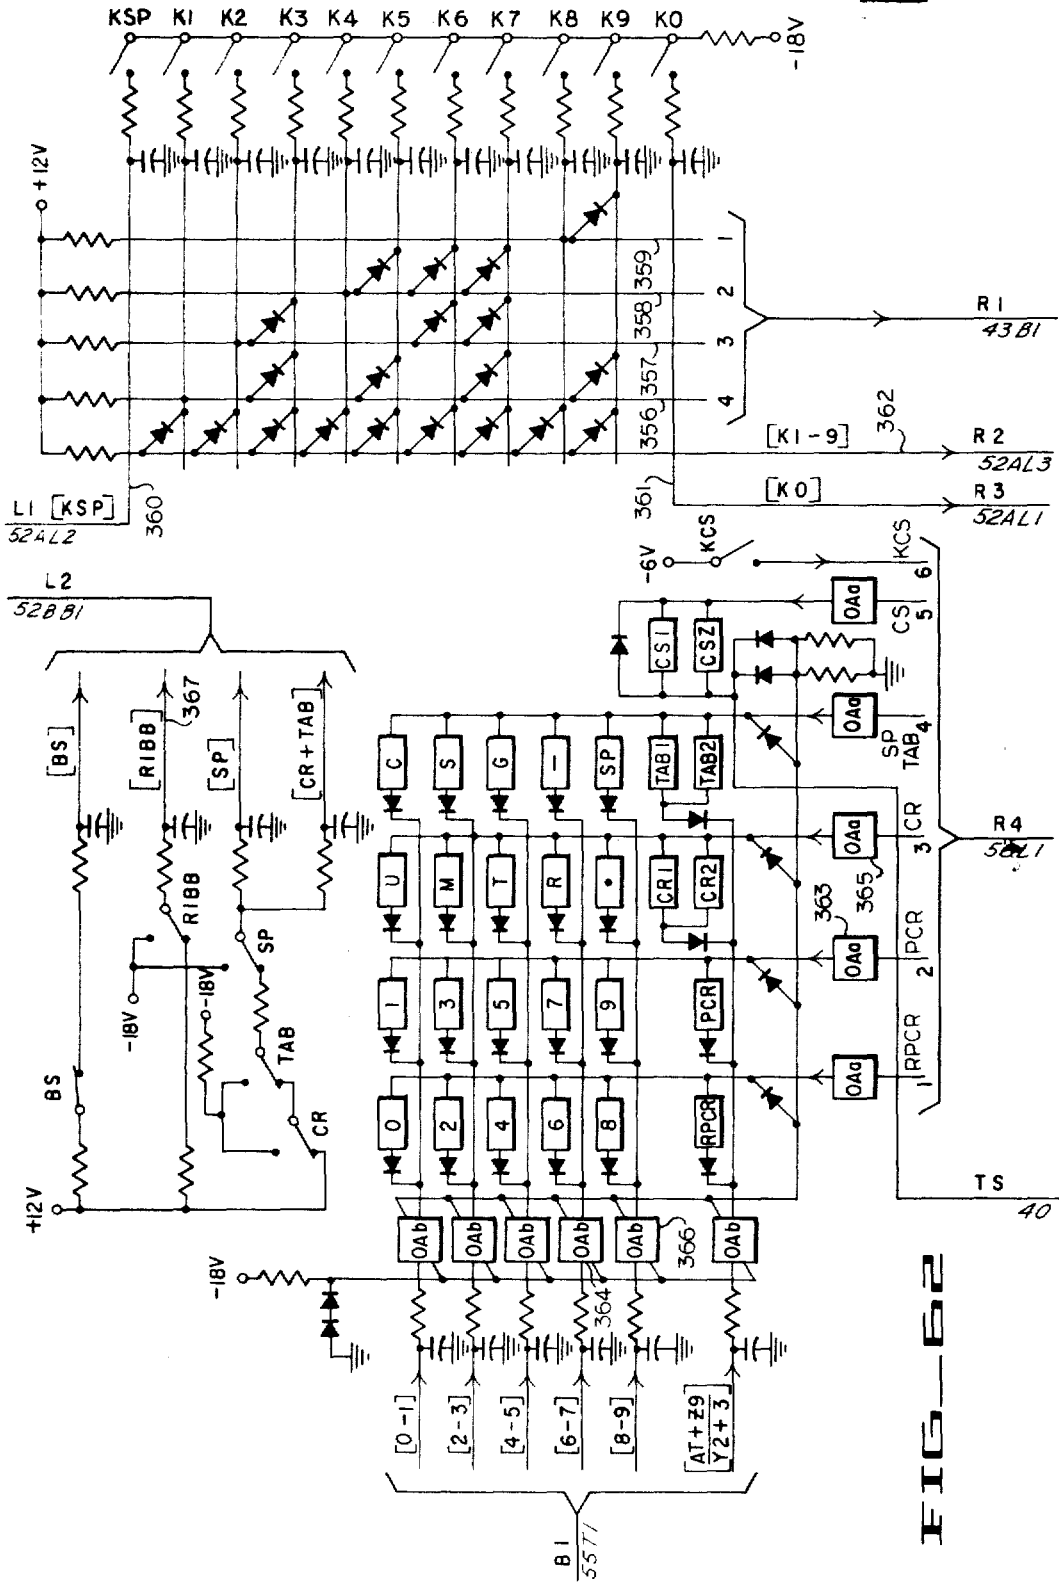 KSP K1 K2 K3 K4 K5 K6 K7 K8 K9 K0
-18V
+12V
1
2
3
4
359
358
357
356
R1
43B1
[K1-9]
362
R2
52AL3
361
[K0]
R3
52AL1
L1 [KSP]
52AL2
360
L2
52BB1
[BS]
[RIBB]
367
[SP]
[CR+TAB]
BS
RIBB
SP
TAB
CR
-18V
-18V
+12V
-6V
KCS
KCS
6
CS
5
OAa
CS1
CSZ
SP
TAB
4
OAa
C
S
G
-
SP
TAB1
TAB2
U
M
T
R
•
CR1
CR2
CR
3
OAa
365
1
3
5
7
9
PCR
PCR
2
OAa
363
0
2
4
6
8
RPCR
RPCR
1
OAa
R4
TS
40
OAb
OAb
OAb
OAb
OAb
OAb
364
366
-18V
[0-1]
[2-3]
[4-5]
[6-7]
[8-9]
[AT+Z9
Y2+3]
B1
55T1
FIG_62